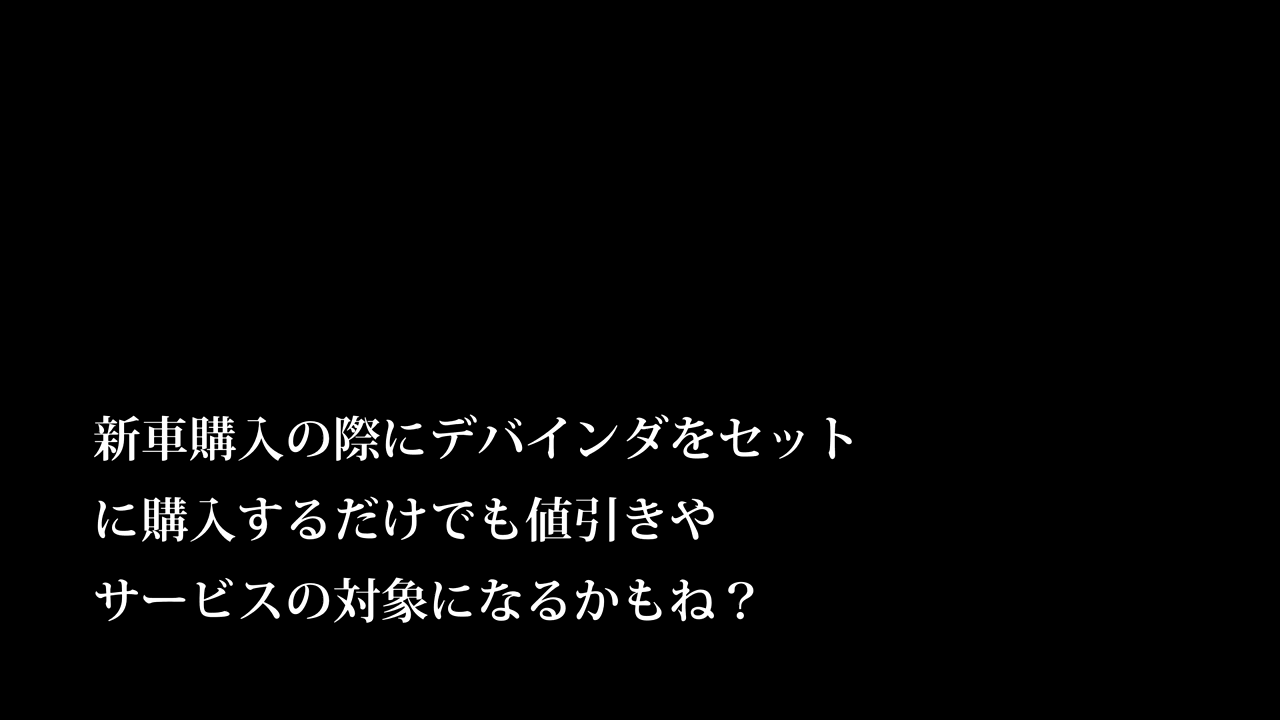 新車購入の際にデバインダをセット
に購入するだけでも値引きや
サービスの対象になるかもね？